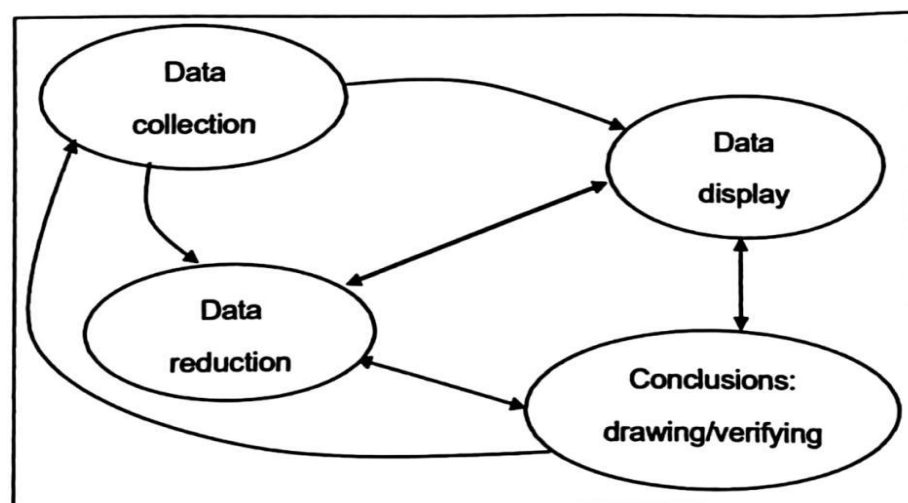 Data
collection
Data
display
Data
reduction
Conclusions:
drawing/verifying